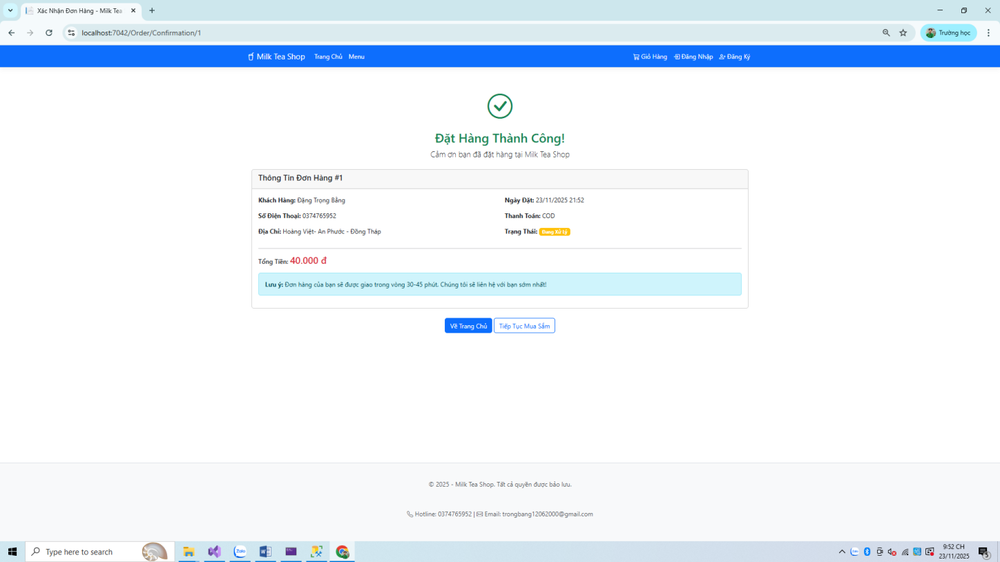 Xác Nhận Đơn Hàng - Milk Tea
localhost:7042/Order/Confirmation/1
Trường học
Milk Tea Shop Trang Chủ Menu Giỏ Hàng Đăng Nhập Đăng Ký
Đặt Hàng Thành Công!
Cảm ơn bạn đã đặt hàng tại Milk Tea Shop
Thông Tin Đơn Hàng #1
Khách Hàng: Đặng Trọng Bằng
Ngày Đặt: 23/11/2025 21:52
Số Điện Thoại: 0374765952
Thanh Toán: COD
Địa Chỉ: Hoàng Việt- An Phước - Đồng Tháp
Trạng Thái: Đang Xử Lý
Tổng Tiền: 40.000 đ
Lưu ý: Đơn hàng của bạn sẽ được giao trong vòng 30-45 phút. Chúng tôi sẽ liên hệ với bạn sớm nhất!
Về Trang Chủ Tiếp Tục Mua Sắm
© 2025 - Milk Tea Shop. Tất cả quyền được bảo lưu.
Hotline: 0374765952 | Email: trongbang12062000@gmail.com
Type here to search
Zalo
9:52 CH
23/11/2025
5